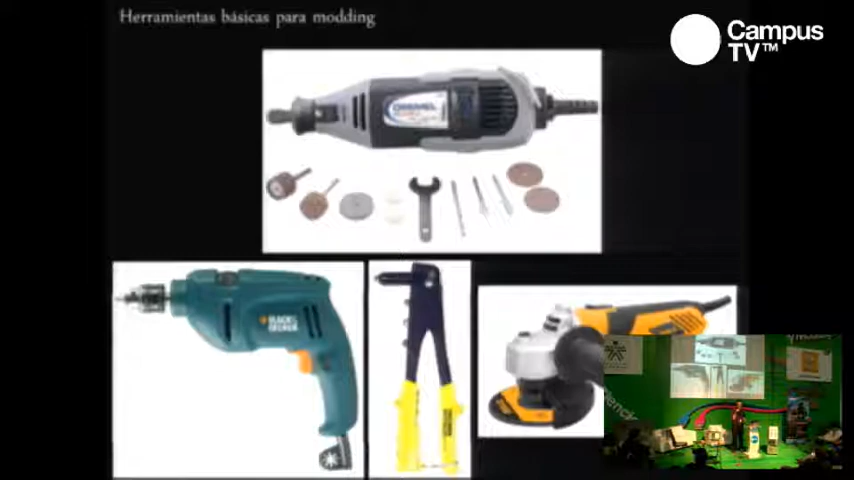 Herramientas básicas para modding
Campus
TV™
DREMEL
BLACK&
DECKER